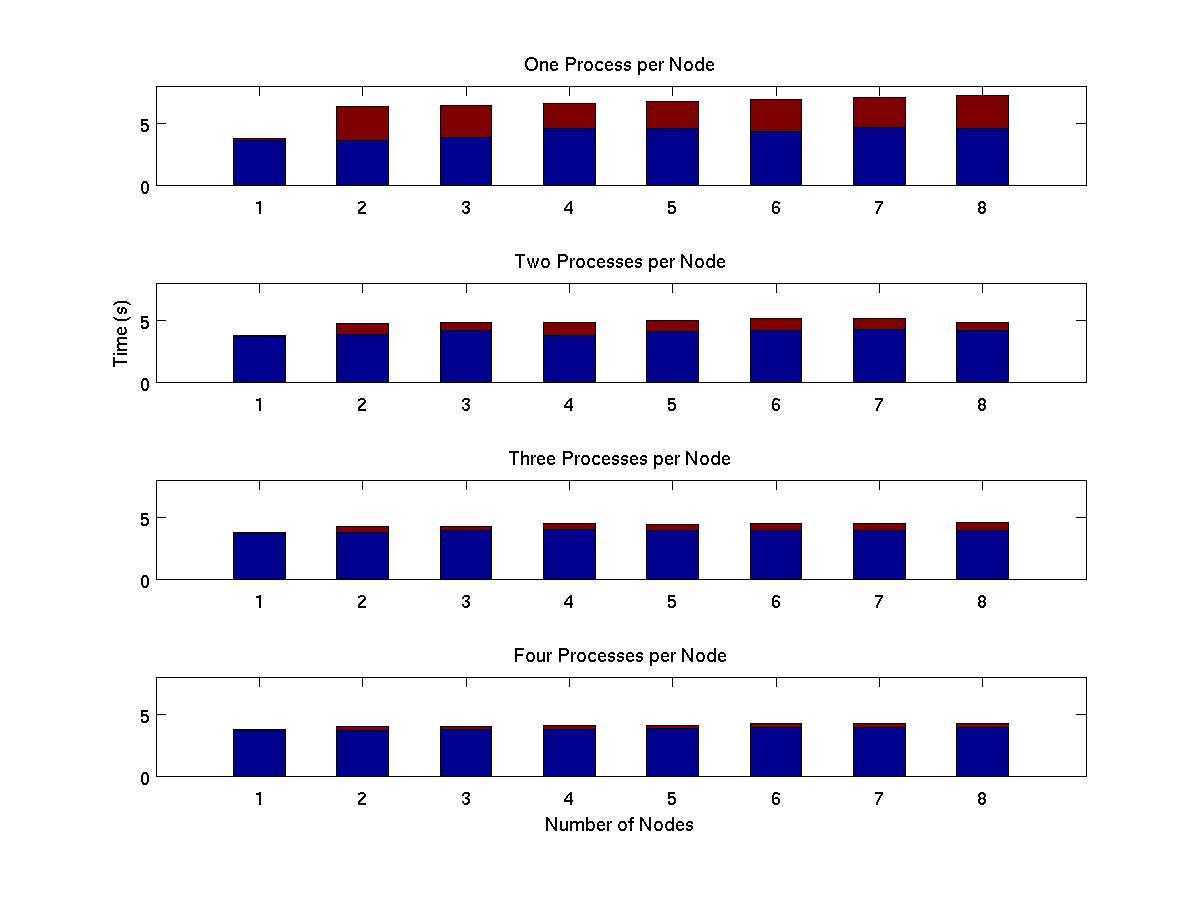 One Process per Node
5
0
1 2 3 4 5 6 7 8
Two Processes per Node
Time (s)
5
0
1 2 3 4 5 6 7 8
Three Processes per Node
5
0
1 2 3 4 5 6 7 8
Four Processes per Node
5
0
1 2 3 4 5 6 7 8
Number of Nodes